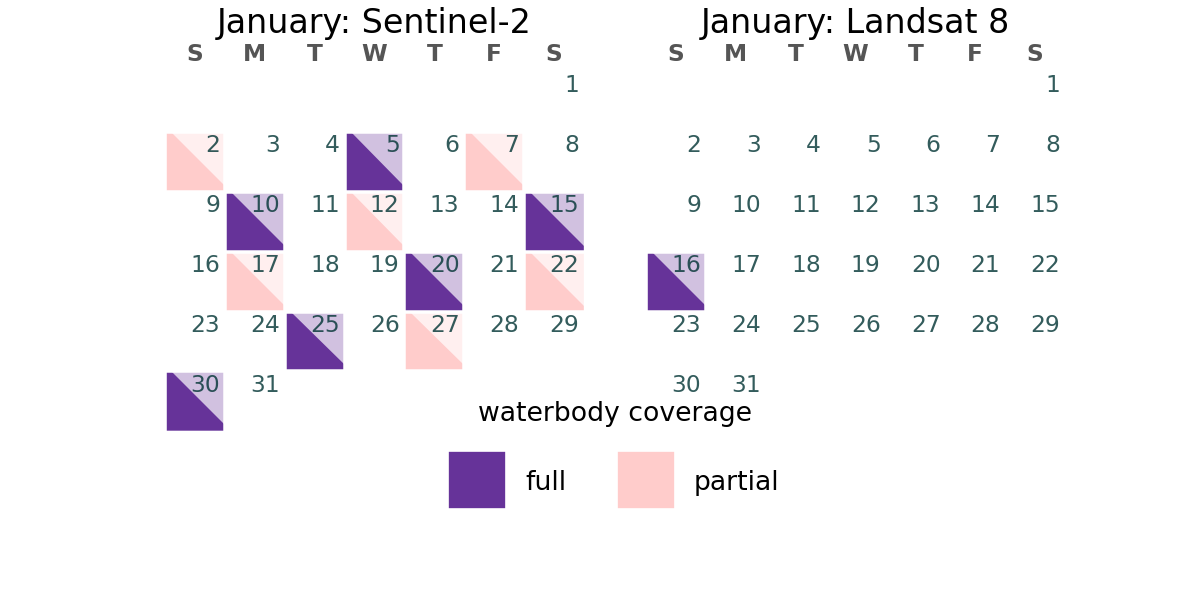 January: Sentinel-2
S M T W T F S
1
2 3 4 5 6 7 8
9 10 11 12 13 14 15
16 17 18 19 20 21 22
23 24 25 26 27 28 29
30 31
January: Landsat 8
S M T W T F S
1
2 3 4 5 6 7 8
9 10 11 12 13 14 15
16 17 18 19 20 21 22
23 24 25 26 27 28 29
30 31
waterbody coverage
full
partial